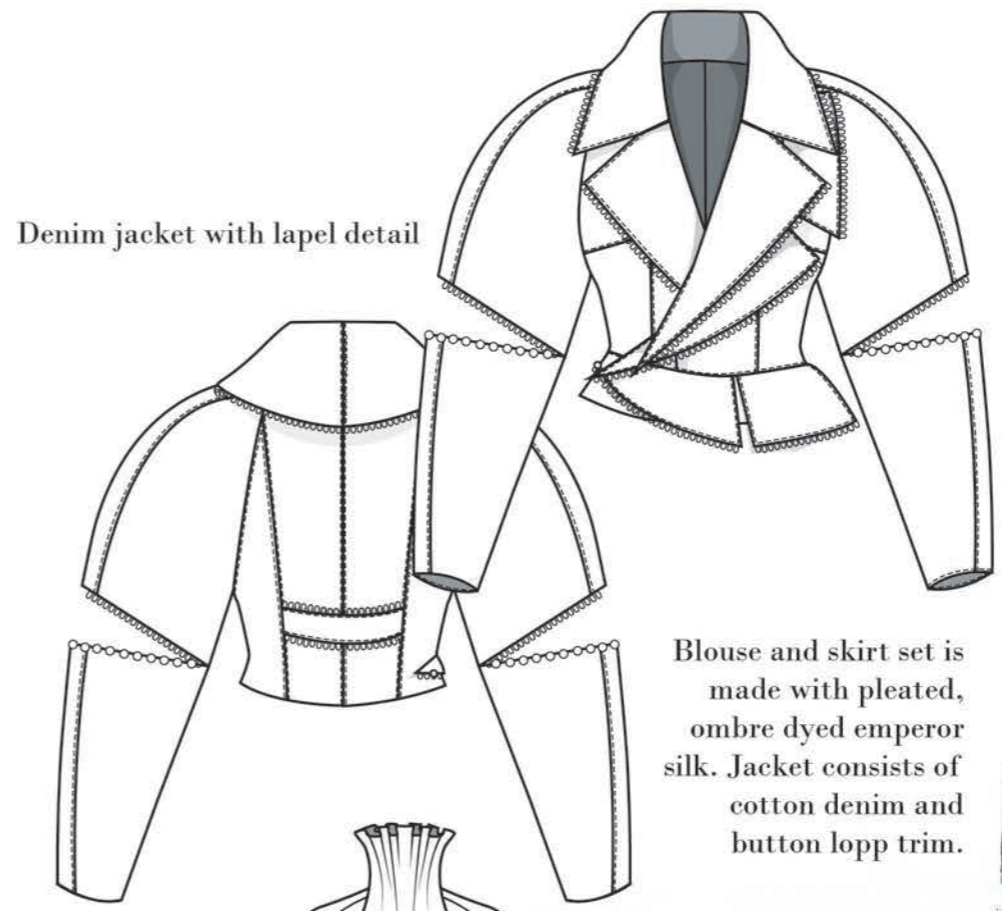 Denim jacket with lapel detail
Blouse and skirt set is
made with pleated,
ombre dyed emperor
silk. Jacket consists of
cotton denim and
button lopp trim.